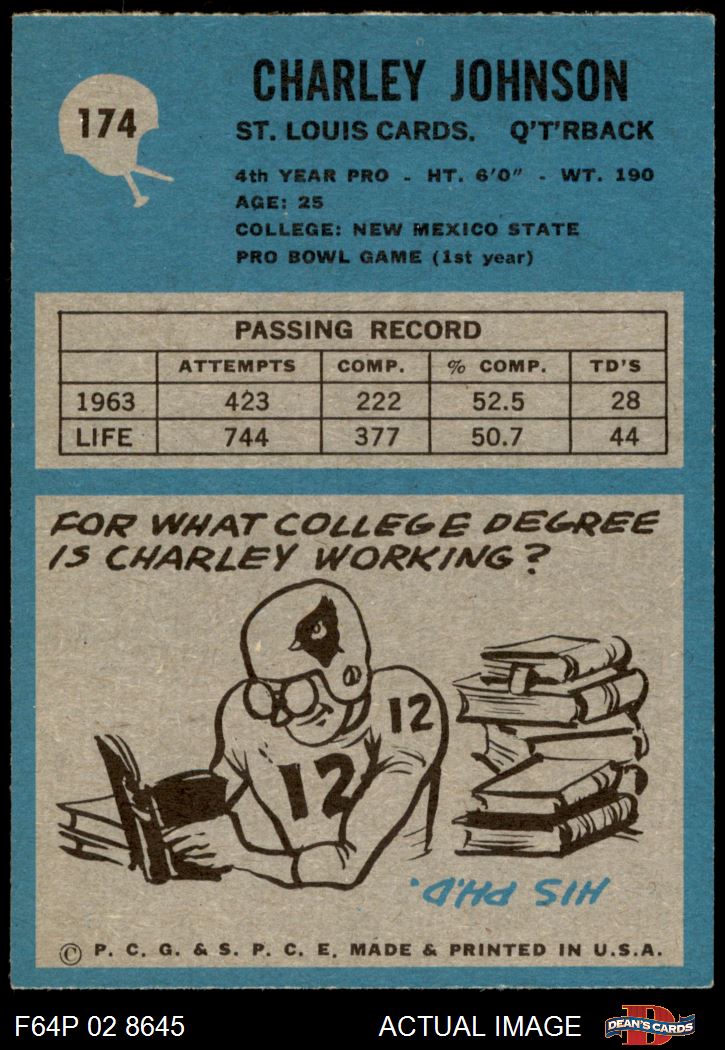 174
CHARLEY JOHNSON
ST. LOUIS CARDS. Q'T'RBACK
4th YEAR PRO - HT. 6'0" - WT. 190
AGE: 25
COLLEGE: NEW MEXICO STATE
PRO BOWL GAME (1st year)
PASSING RECORD
ATTEMPTS COMP. % COMP. TD'S
1963 423 222 52.5 28
LIFE 744 377 50.7 44
FOR WHAT COLLEGE DEGREE
IS CHARLEY WORKING?
12
12
HIS PH.D.
© P. C. G. & S. P. C. E. MADE & PRINTED IN U.S.A.
F64P 02 8645 ACTUAL IMAGE D DEAN'S CARDS